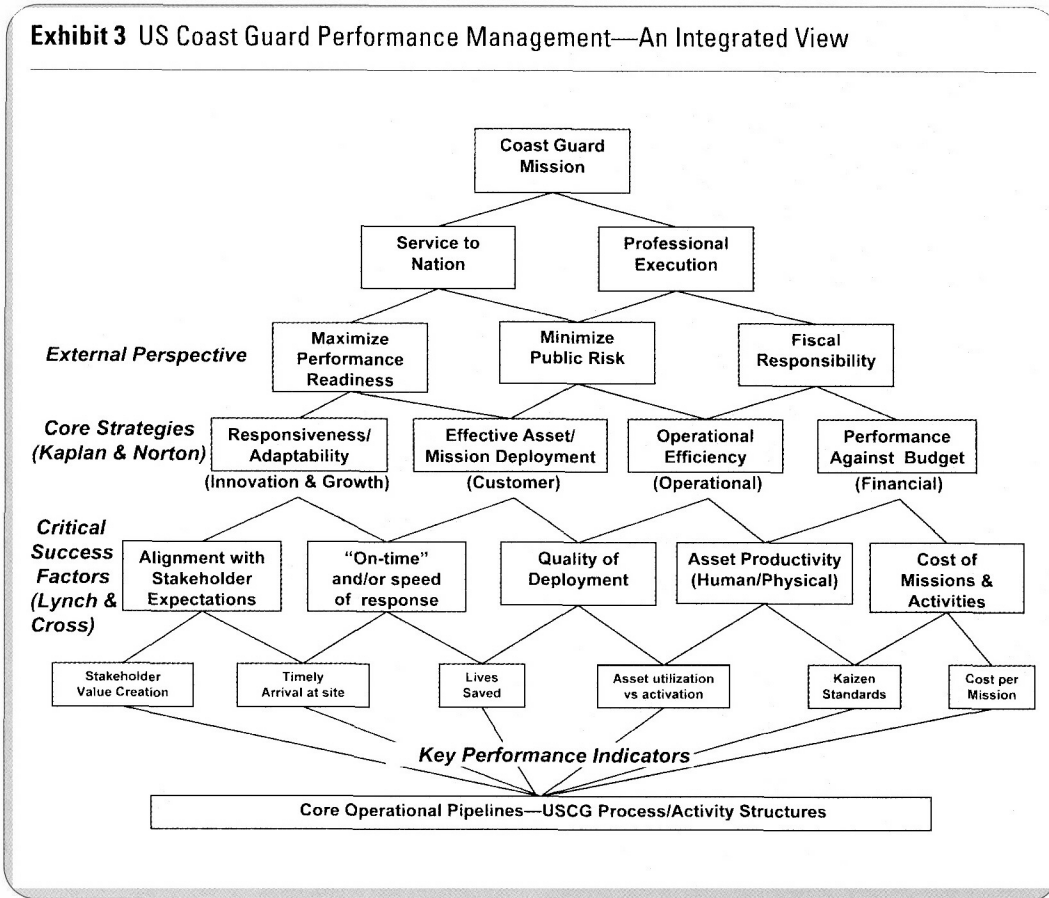 Exhibit 3 US Coast Guard Performance Management—An Integrated View
Coast Guard
Mission
Service to
Nation
Professional
Execution
External Perspective
Maximize
Performance
Readiness
Minimize
Public Risk
Fiscal
Responsibility
Core Strategies
(Kaplan & Norton)
Responsiveness/
Adaptability
(Innovation & Growth)
Effective Asset/
Mission Deployment
(Customer)
Operational
Efficiency
(Operational)
Performance
Against Budget
(Financial)
Critical
Success
Factors
(Lynch &
Cross)
Alignment with
Stakeholder
Expectations
"On-time"
and/or speed
of response
Quality of
Deployment
Asset Productivity
(Human/Physical)
Cost of
Missions &
Activities
Stakeholder
Value Creation
Timely
Arrival at site
Lives
Saved
Asset utilization
vs activation
Kaizen
Standards
Cost per
Mission
Key Performance Indicators
Core Operational Pipelines—USCG Process/Activity Structures